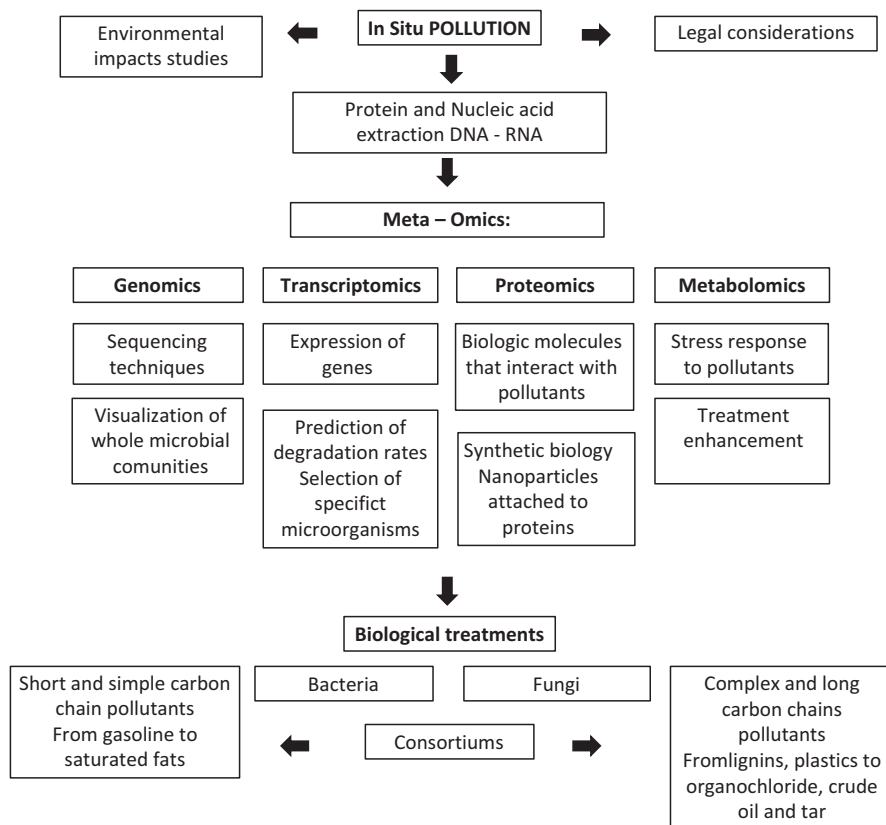 Environmental
impacts studies
In Situ POLLUTION
Legal considerations
Protein and Nucleic acid
extraction DNA - RNA
Meta – Omics:
Genomics
Transcriptomics
Proteomics
Metabolomics
Sequencing
techniques
Expression of
genes
Biologic molecules
that interact with
pollutants
Stress response
to pollutants
Visualization of
whole microbial
comunities
Prediction of
degradation rates
Selection of
specifict
microorganisms
Synthetic biology
Nanoparticles
attached to
proteins
Treatment
enhancement
Biological treatments
Short and simple carbon
chain pollutants
From gasoline to
saturated fats
Bacteria
Fungi
Consortiums
Complex and long
carbon chains
pollutants
Fromlignins, plastics to
organochloride, crude
oil and tar